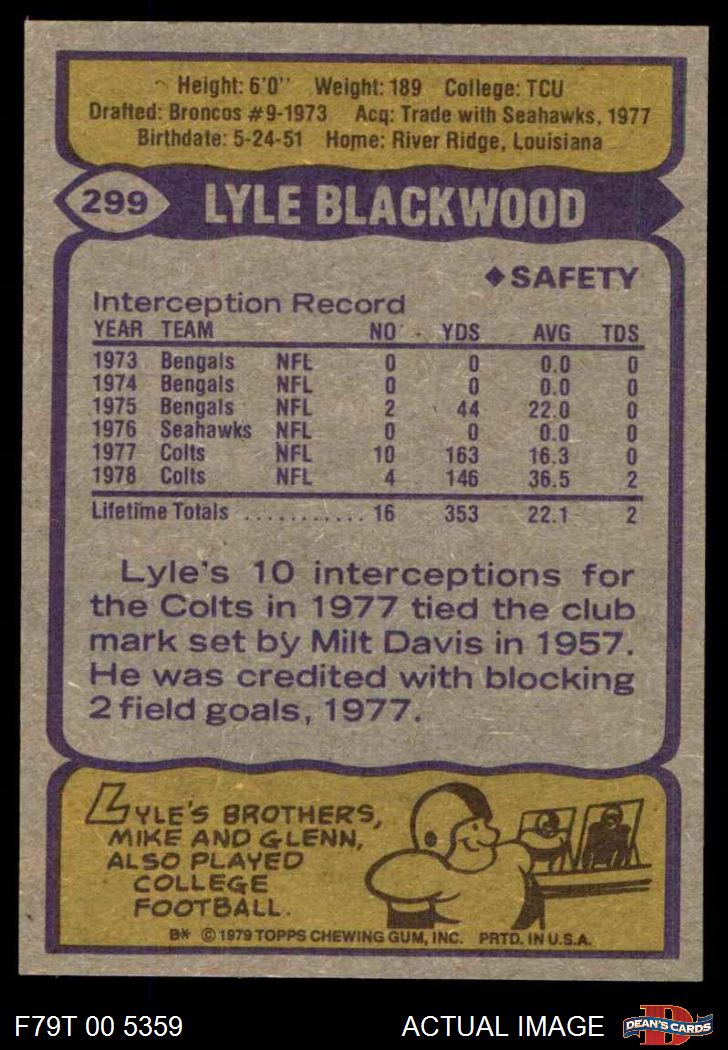 Height: 6'0" Weight: 189 College: TCU
Drafted: Broncos #9-1973 Acq: Trade with Seahawks, 1977
Birthdate: 5-24-51 Home: River Ridge, Louisiana
299 LYLE BLACKWOOD
◆SAFETY
Interception Record
YEAR TEAM NO YDS AVG TDS
1973 Bengals NFL 0 0 0.0 0
1974 Bengals NFL 0 0 0.0 0
1975 Bengals NFL 2 44 22.0 0
1976 Seahawks NFL 0 0 0.0 0
1977 Colts NFL 10 163 16.3 0
1978 Colts NFL 4 146 36.5 2
Lifetime Totals ........... 16 353 22.1 2
Lyle's 10 interceptions for
the Colts in 1977 tied the club
mark set by Milt Davis in 1957.
He was credited with blocking
2 field goals, 1977.
LYLE'S BROTHERS,
MIKE AND GLENN,
ALSO PLAYED
COLLEGE
FOOTBALL.
B* © 1979 TOPPS CHEWING GUM, INC. PRTD. IN U.S.A.
F79T 00 5359 ACTUAL IMAGE D DEAN'S CARDS